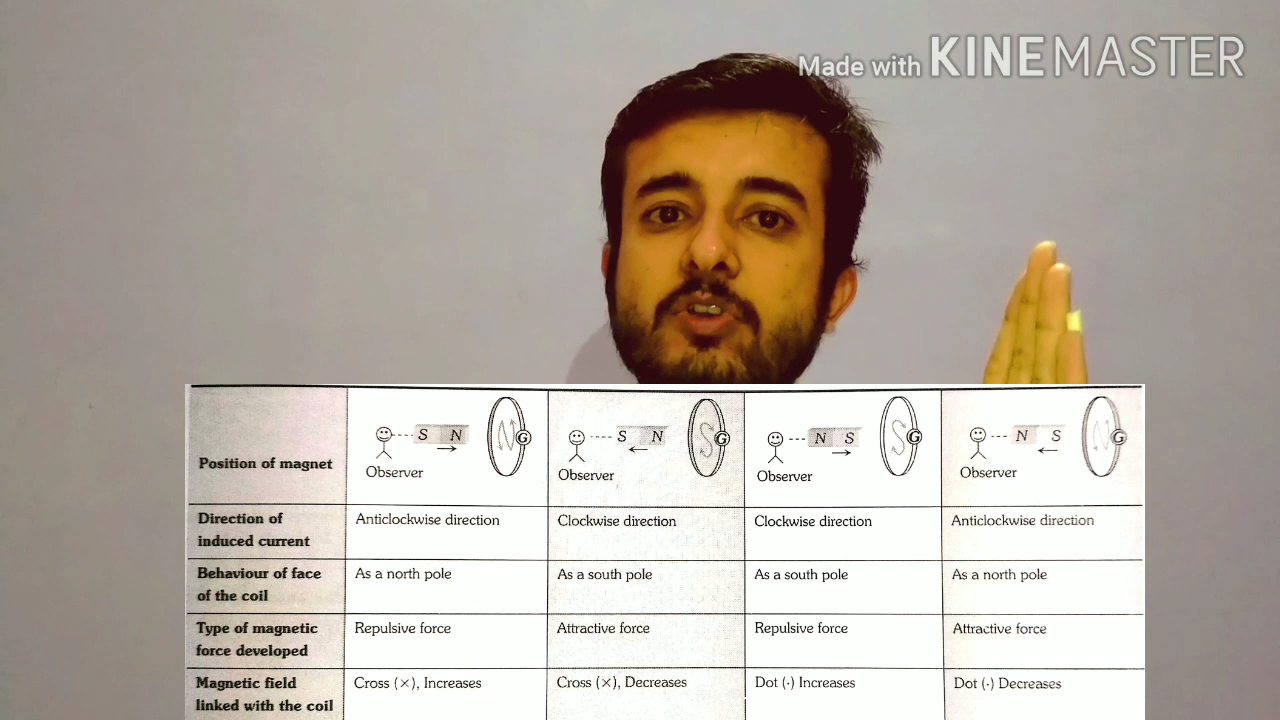 Made with KINEMASTER
S N N G
S N S G
N S S G
N S N G
Observer Observer Observer Observer
Position of magnet
Direction of induced current
Anticlockwise direction
Clockwise direction
Clockwise direction
Anticlockwise direction
Behaviour of face
of the coil
As a north pole
As a south pole
As a south pole
As a north pole
Type of magnetic
force developed
Repulsive force
Attractive force
Repulsive force
Attractive force
Magnetic field
linked with the coil
Cross (×), Increases
Cross (×), Decreases
Dot (·) Increases
Dot (·) Decreases